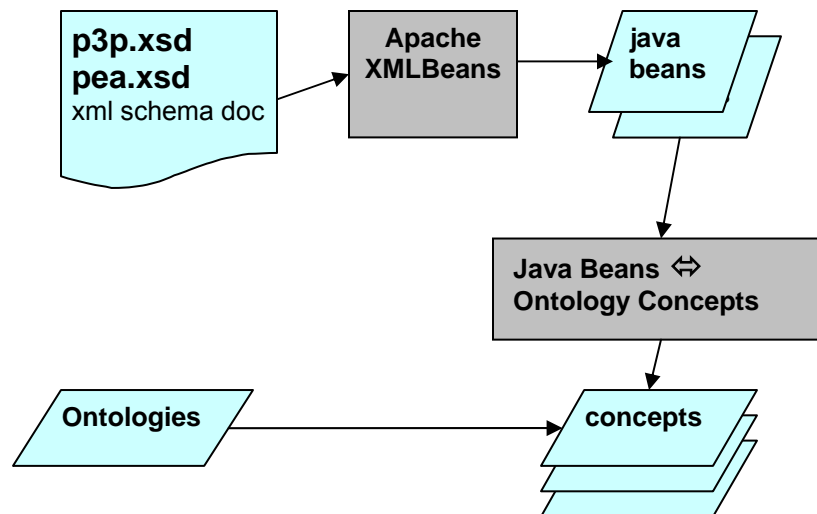 p3p.xsd
pea.xsd
xml schema doc
Apache
XMLBeans
java
beans
Java Beans ⇔
Ontology Concepts
Ontologies
concepts